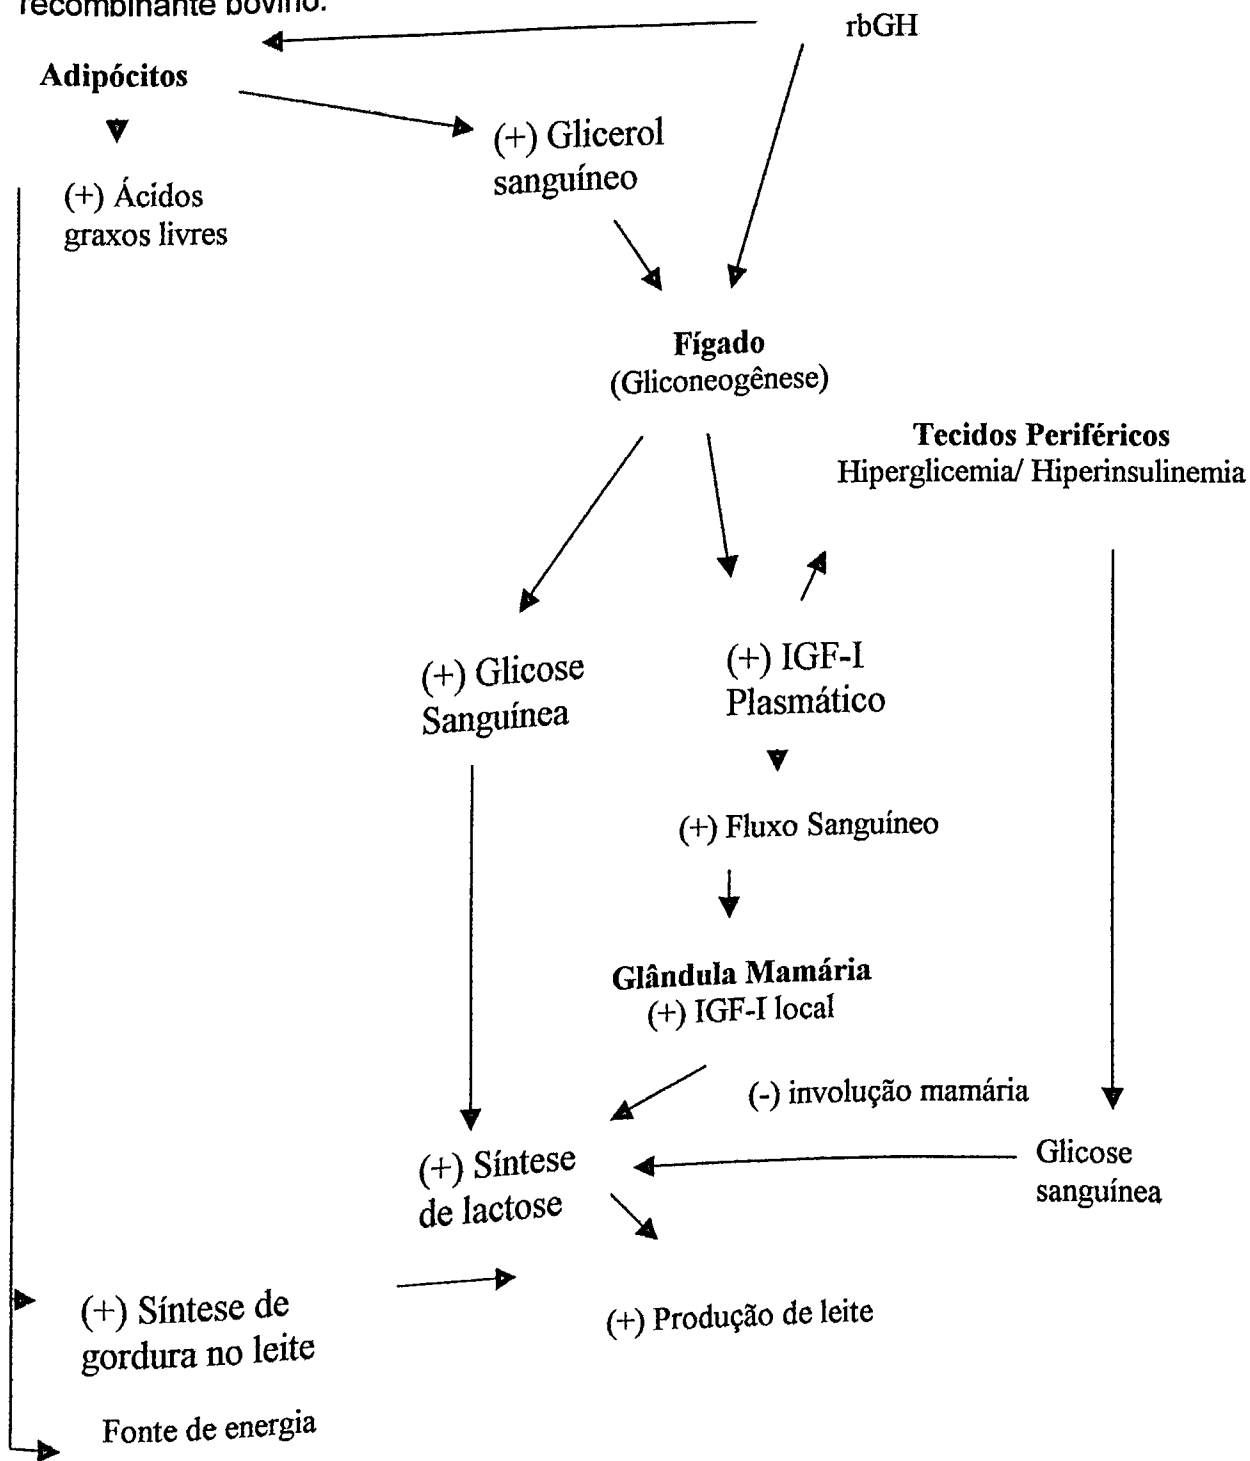 recombinante bovino.
rbGH
Adipócitos
(+) Glicerol
sanguíneo
(+) Ácidos
graxos livres
Fígado
(Gliconeogênese)
Tecidos Periféricos
Hiperglicemia/ Hiperinsulinemia
(+) Glicose
Sanguínea
(+) IGF-I
Plasmático
(+) Fluxo Sanguíneo
Glândula Mamária
(+) IGF-I local
(-) involução mamária
(+) Síntese
de lactose
Glicose
sanguínea
(+) Síntese de
gordura no leite
(+) Produção de leite
Fonte de energia